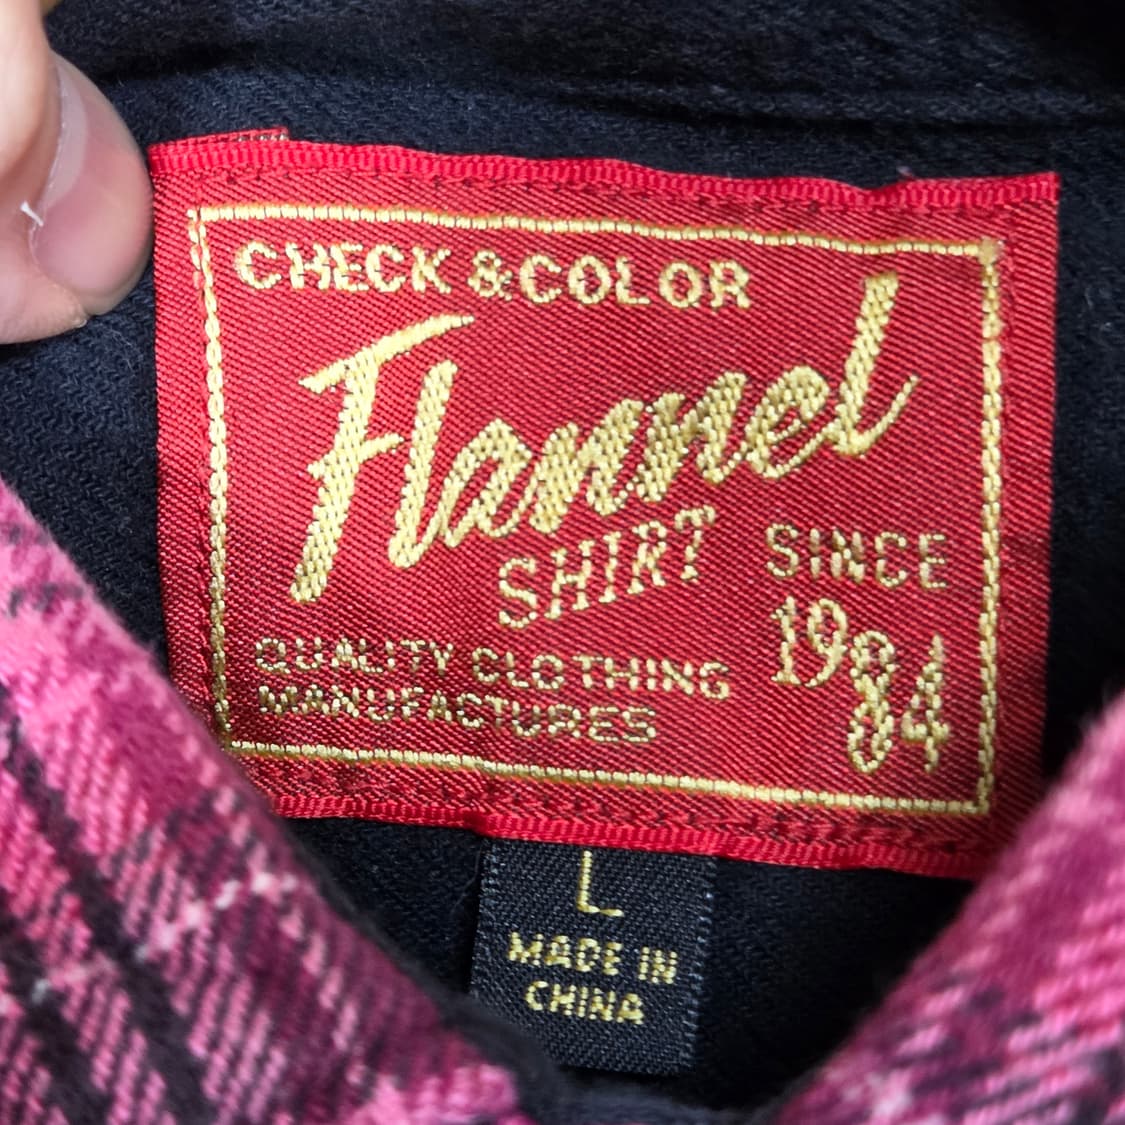 CHECK & COLOR
Flannel
SHIRT
SINCE
1984
QUALITY CLOTHING
MANUFACTURES
L
MADE IN
CHINA